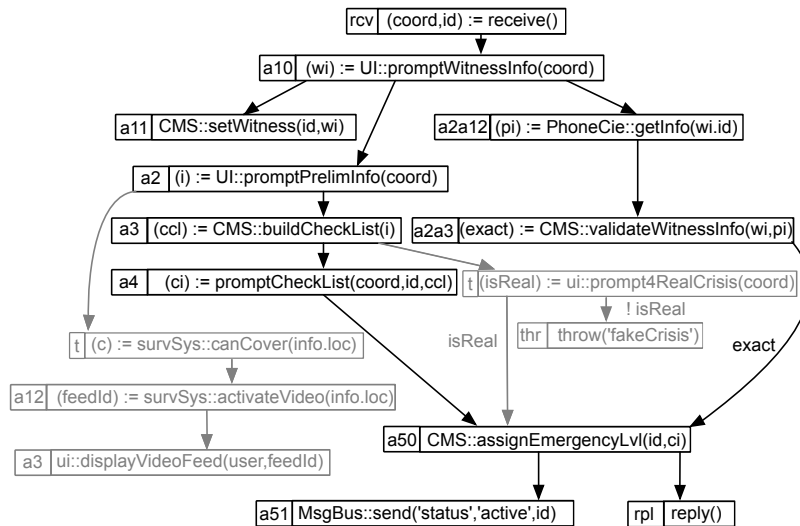 rcv (coord,id) := receive()
a10 (wi) := UI::promptWitnessInfo(coord)
a11 CMS::setWitness(id,wi)
a2a12 (pi) := PhoneCie::getInfo(wi.id)
a2 (i) := UI::promptPrelimInfo(coord)
a3 (ccl) := CMS::buildCheckList(i)
a2a3 (exact) := CMS::validateWitnessInfo(wi,pi)
a4 (ci) := promptCheckList(coord,id,ccl)
t (isReal) := ui::prompt4RealCrisis(coord)
! isReal
thr throw('fakeCrisis')
isReal
exact
t (c) := survSys::canCover(info.loc)
a12 (feedId) := survSys::activateVideo(info.loc)
a50 CMS::assignEmergencyLvl(id,ci)
a3 ui::displayVideoFeed(user,feedId)
a51 MsgBus::send('status','active',id)
rpl reply()